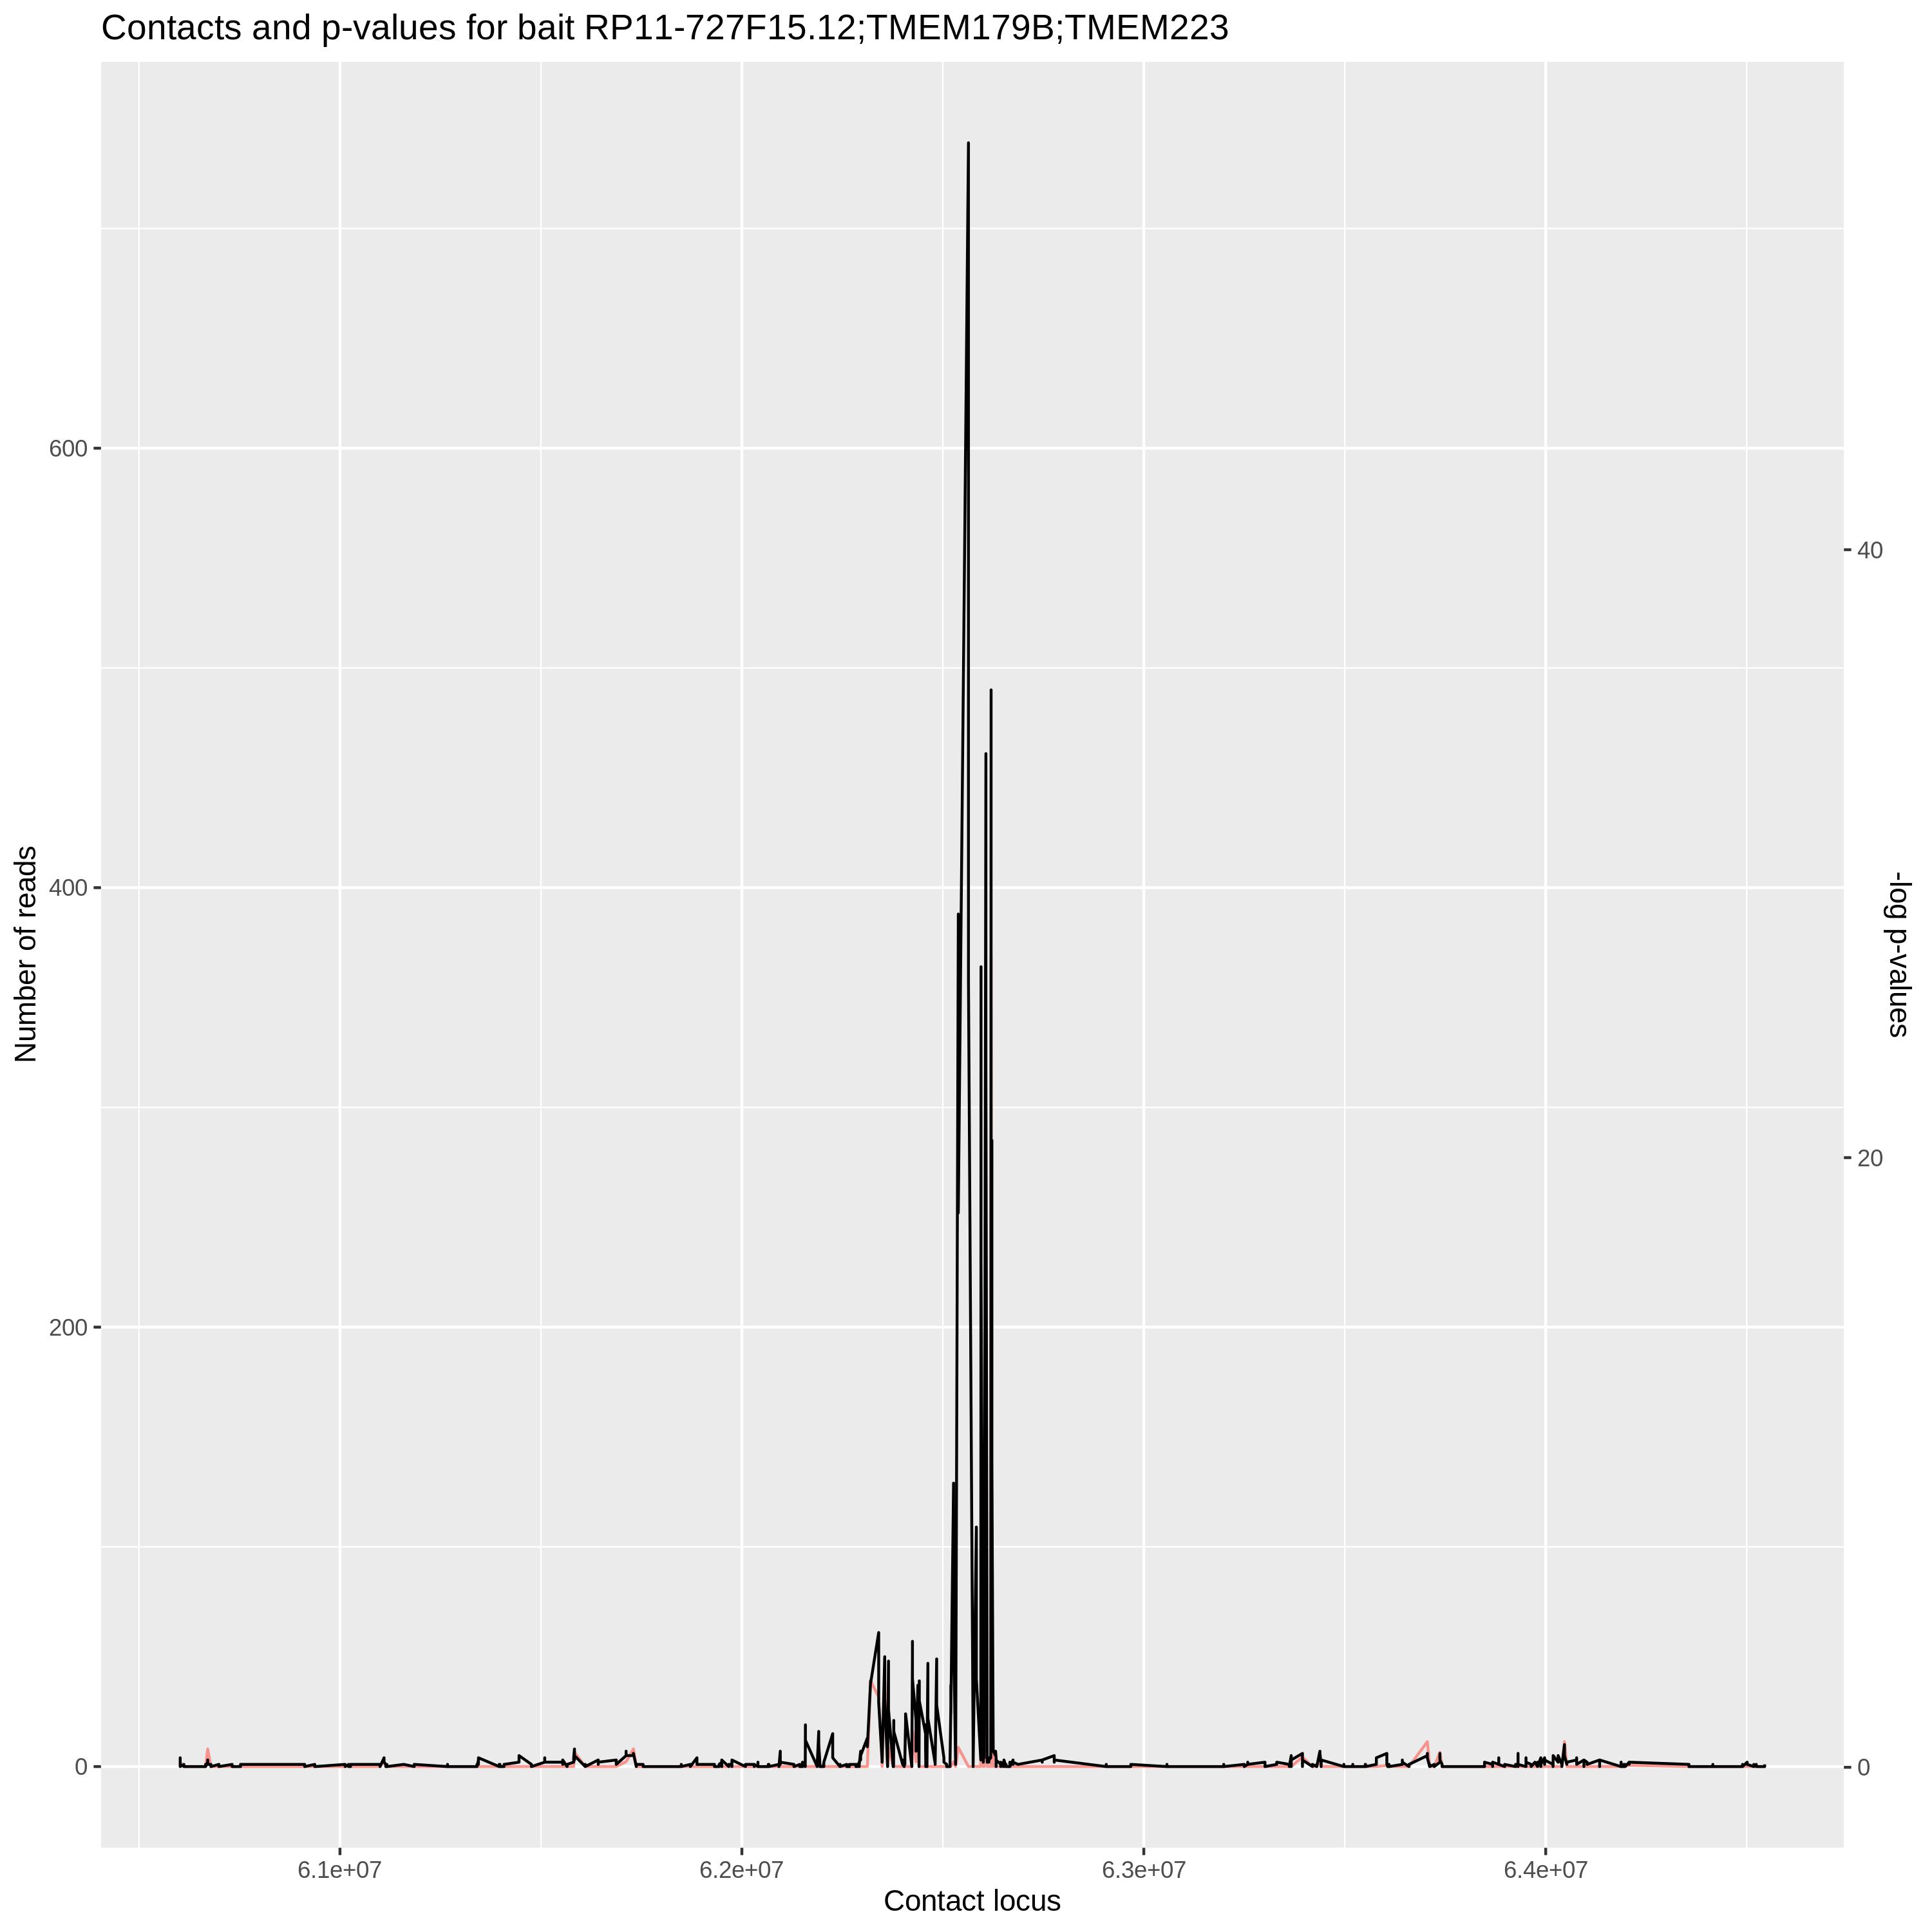 Contacts and p-values for bait RP11-727F15.12;TMEM179B;TMEM223
600
400
200
0
Number of reads
40
20
0
-log p-values
6.1e+07
6.2e+07
6.3e+07
6.4e+07
Contact locus